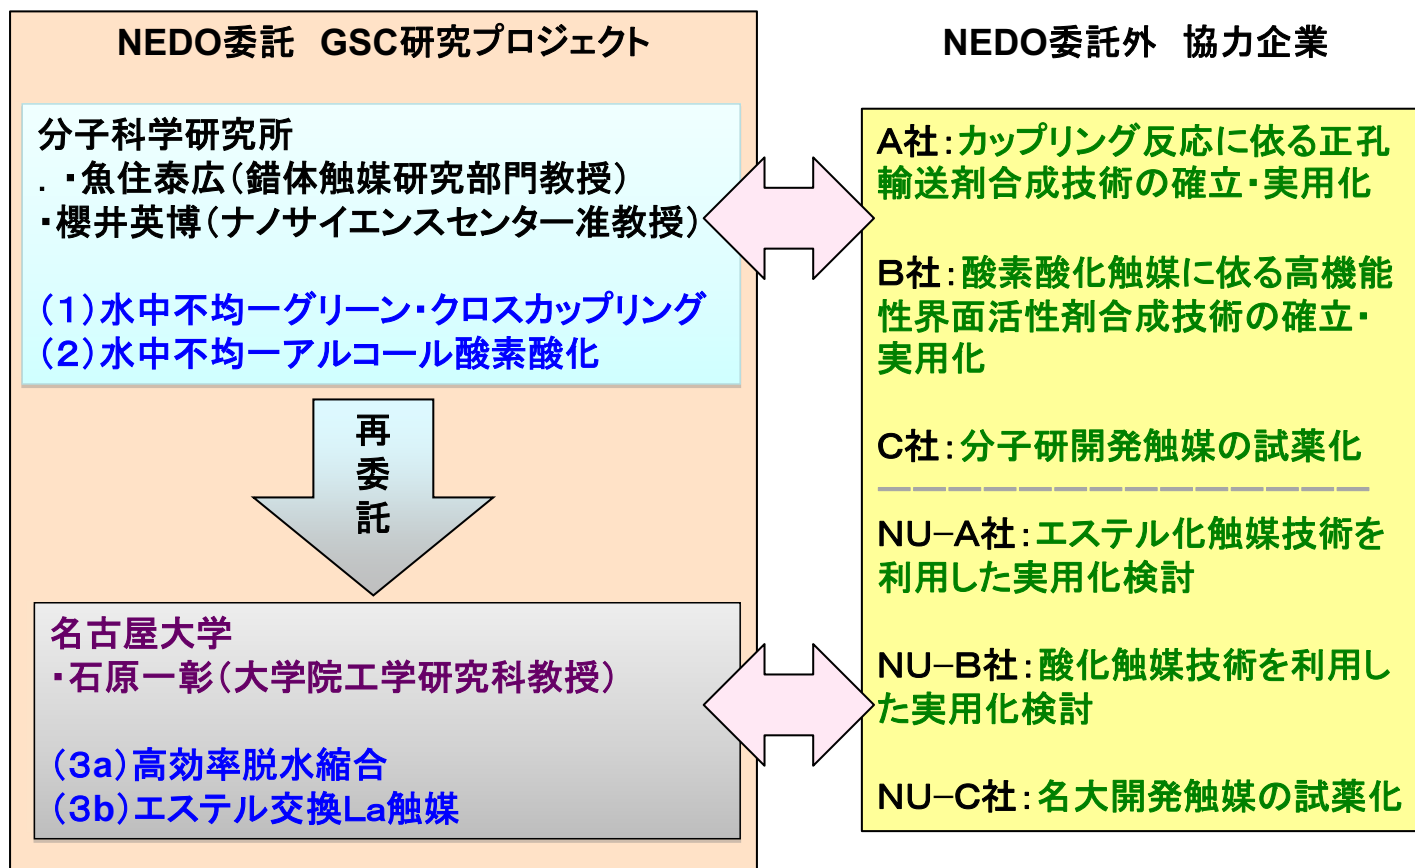 NEDO委託　GSC研究プロジェクト
分子科学研究所
．・魚住泰広（錯体触媒研究部門教授）
・櫻井英博（ナノサイエンスセンター准教授）
（１）水中不均一グリーン・クロスカップリング
（２）水中不均一アルコール酸素酸化
再
委
託
名古屋大学
・石原一彰（大学院工学研究科教授）
（3a）高効率脱水縮合
（3b）エステル交換La触媒
NEDO委託外　協力企業
A社：カップリング反応に依る正孔
輸送剤合成技術の確立・実用化
B社：酸素酸化触媒に依る高機能
性界面活性剤合成技術の確立・
実用化
C社：分子研開発触媒の試薬化
——————————————
NU－A社：エステル化触媒技術を
利用した実用化検討
NU－B社：酸化触媒技術を利用し
た実用化検討
NU－C社：名大開発触媒の試薬化